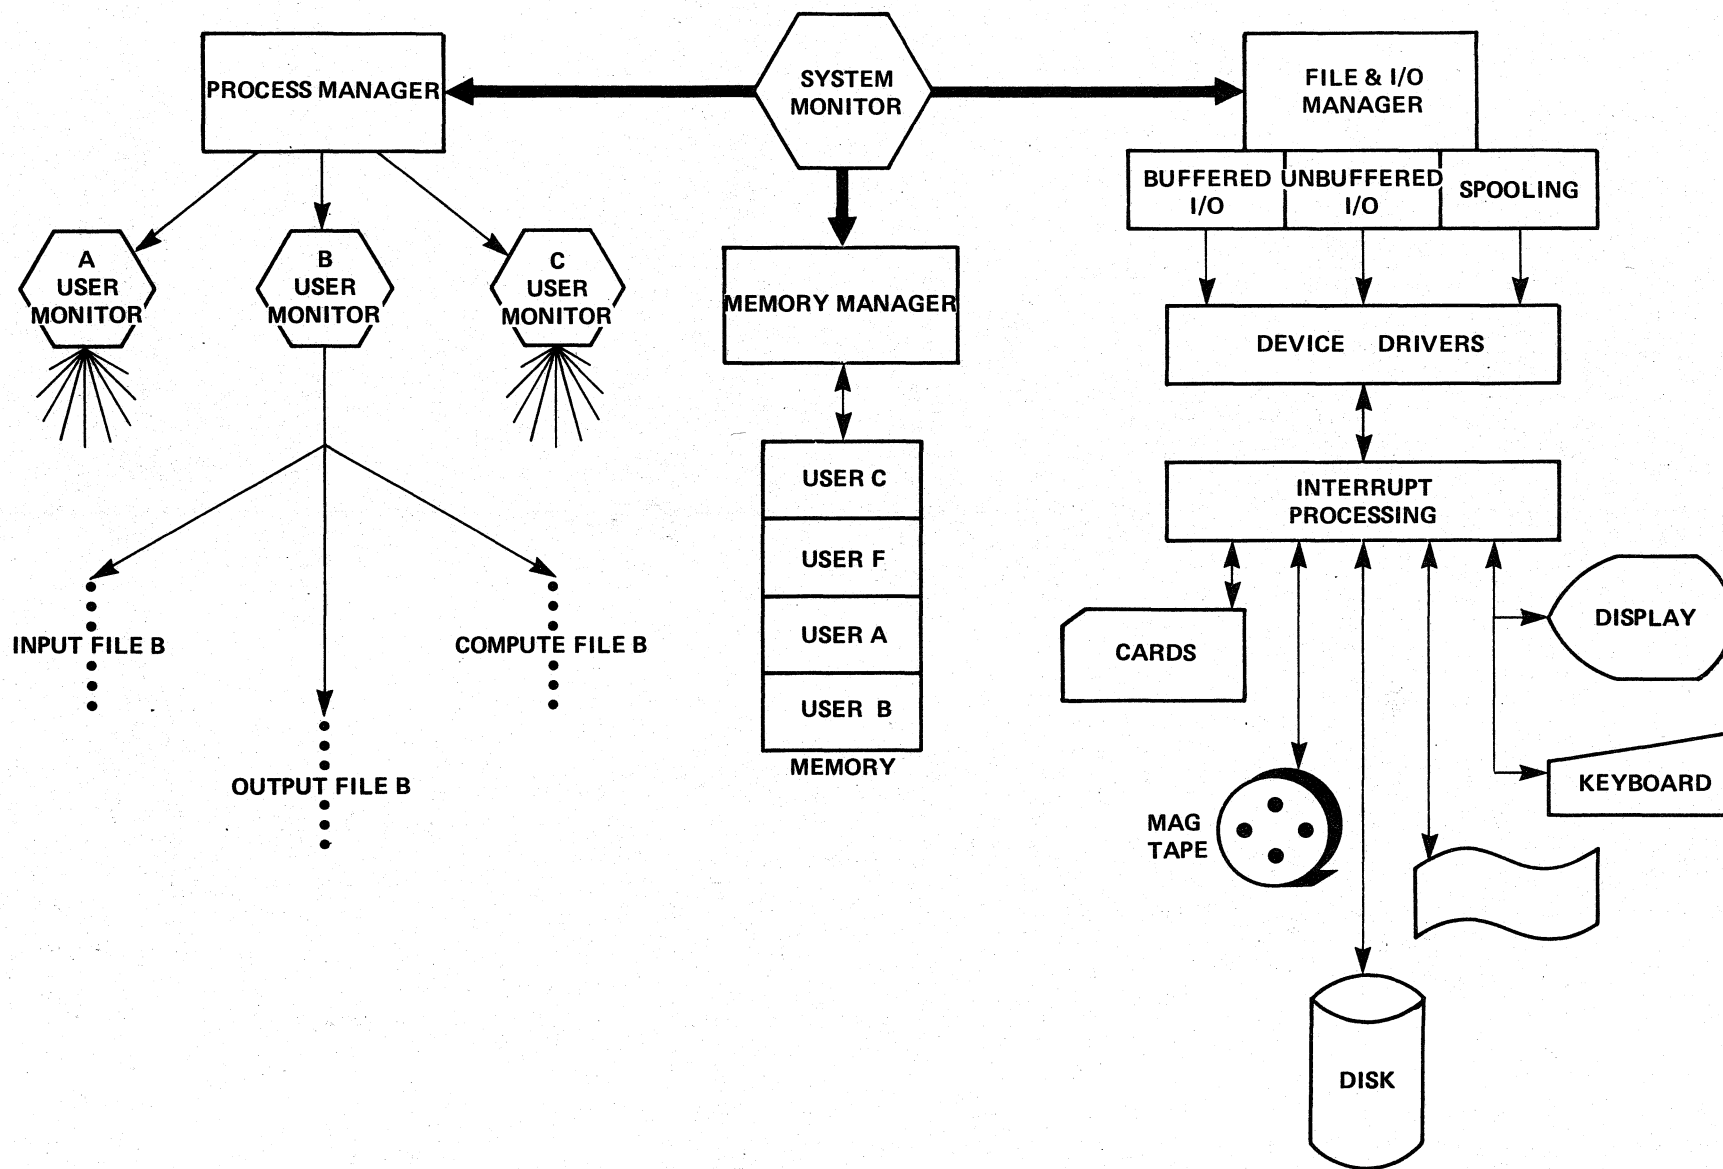 PROCESS MANAGER
SYSTEM
MONITOR
FILE & I/O
MANAGER
BUFFERED
I/O
UNBUFFERED
I/O
SPOOLING
A
USER
MONITOR
B
USER
MONITOR
C
USER
MONITOR
MEMORY MANAGER
DEVICE DRIVERS
USER C
USER F
USER A
USER B
MEMORY
INTERRUPT
PROCESSING
INPUT FILE B
COMPUTE FILE B
OUTPUT FILE B
CARDS
DISPLAY
KEYBOARD
MAG
TAPE
DISK